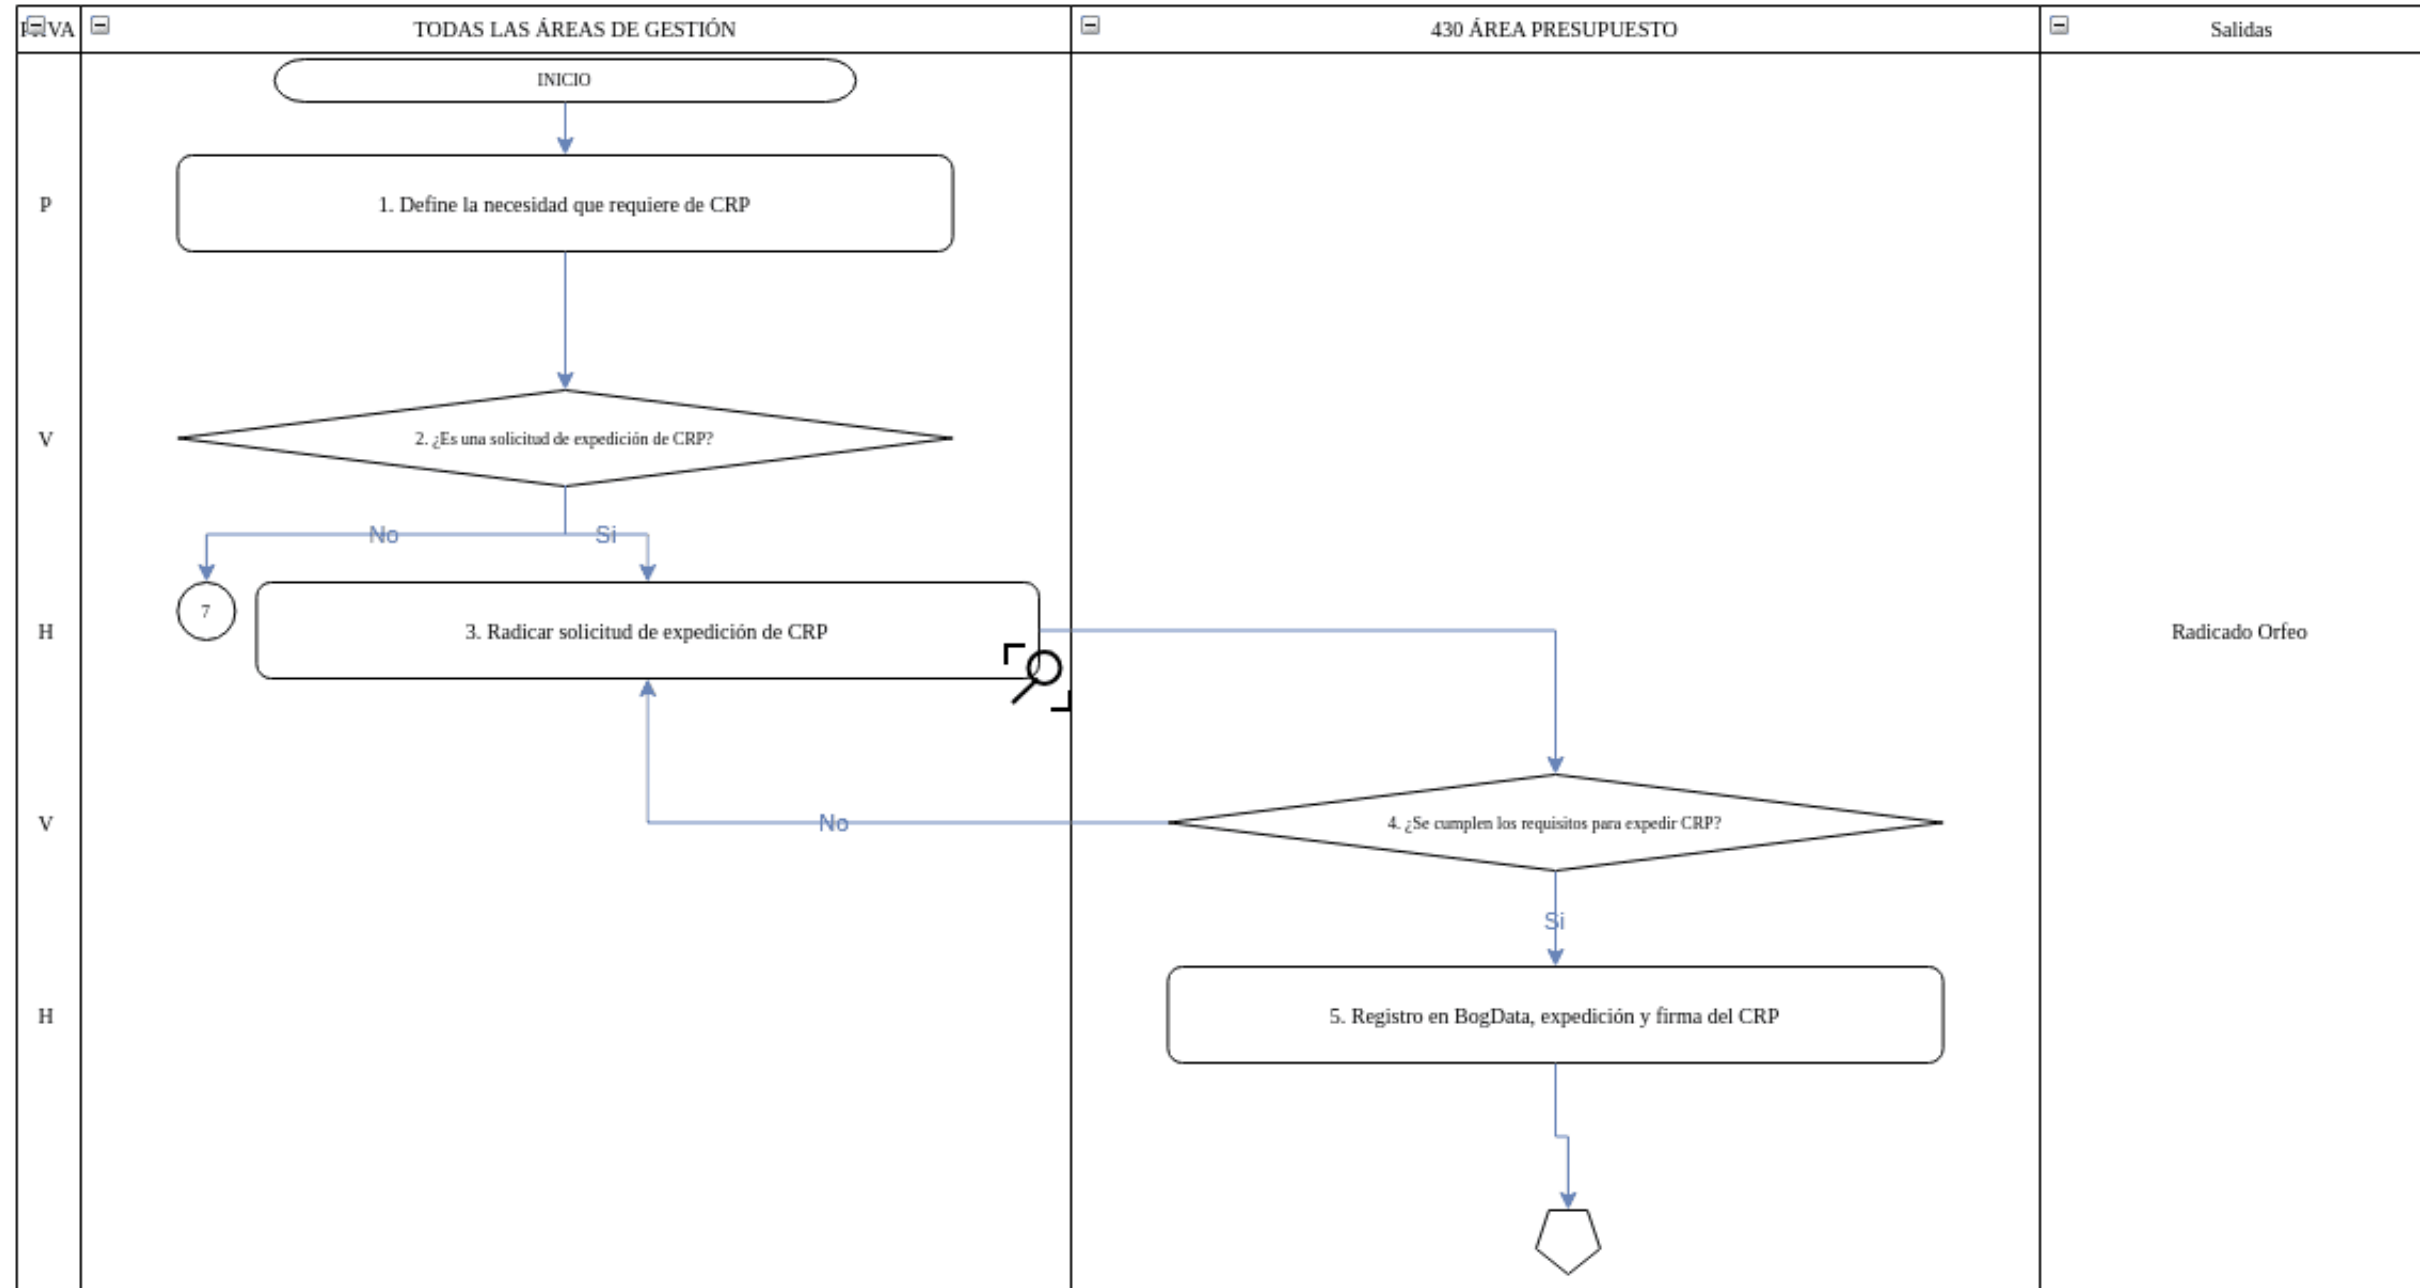 TODAS LAS ÁREAS DE GESTIÓN
430 ÁREA PRESUPUESTO
Salidas
INICIO
P
1. Define la necesidad que requiere de CRP
V
2. ¿Es una solicitud de expedición de CRP?
No
Si
7
H
3. Radicar solicitud de expedición de CRP
Radicado Orfeo
V
No
4. ¿Se cumplen los requisitos para expedir CRP?
Si
H
5. Registro en BogData, expedición y firma del CRP